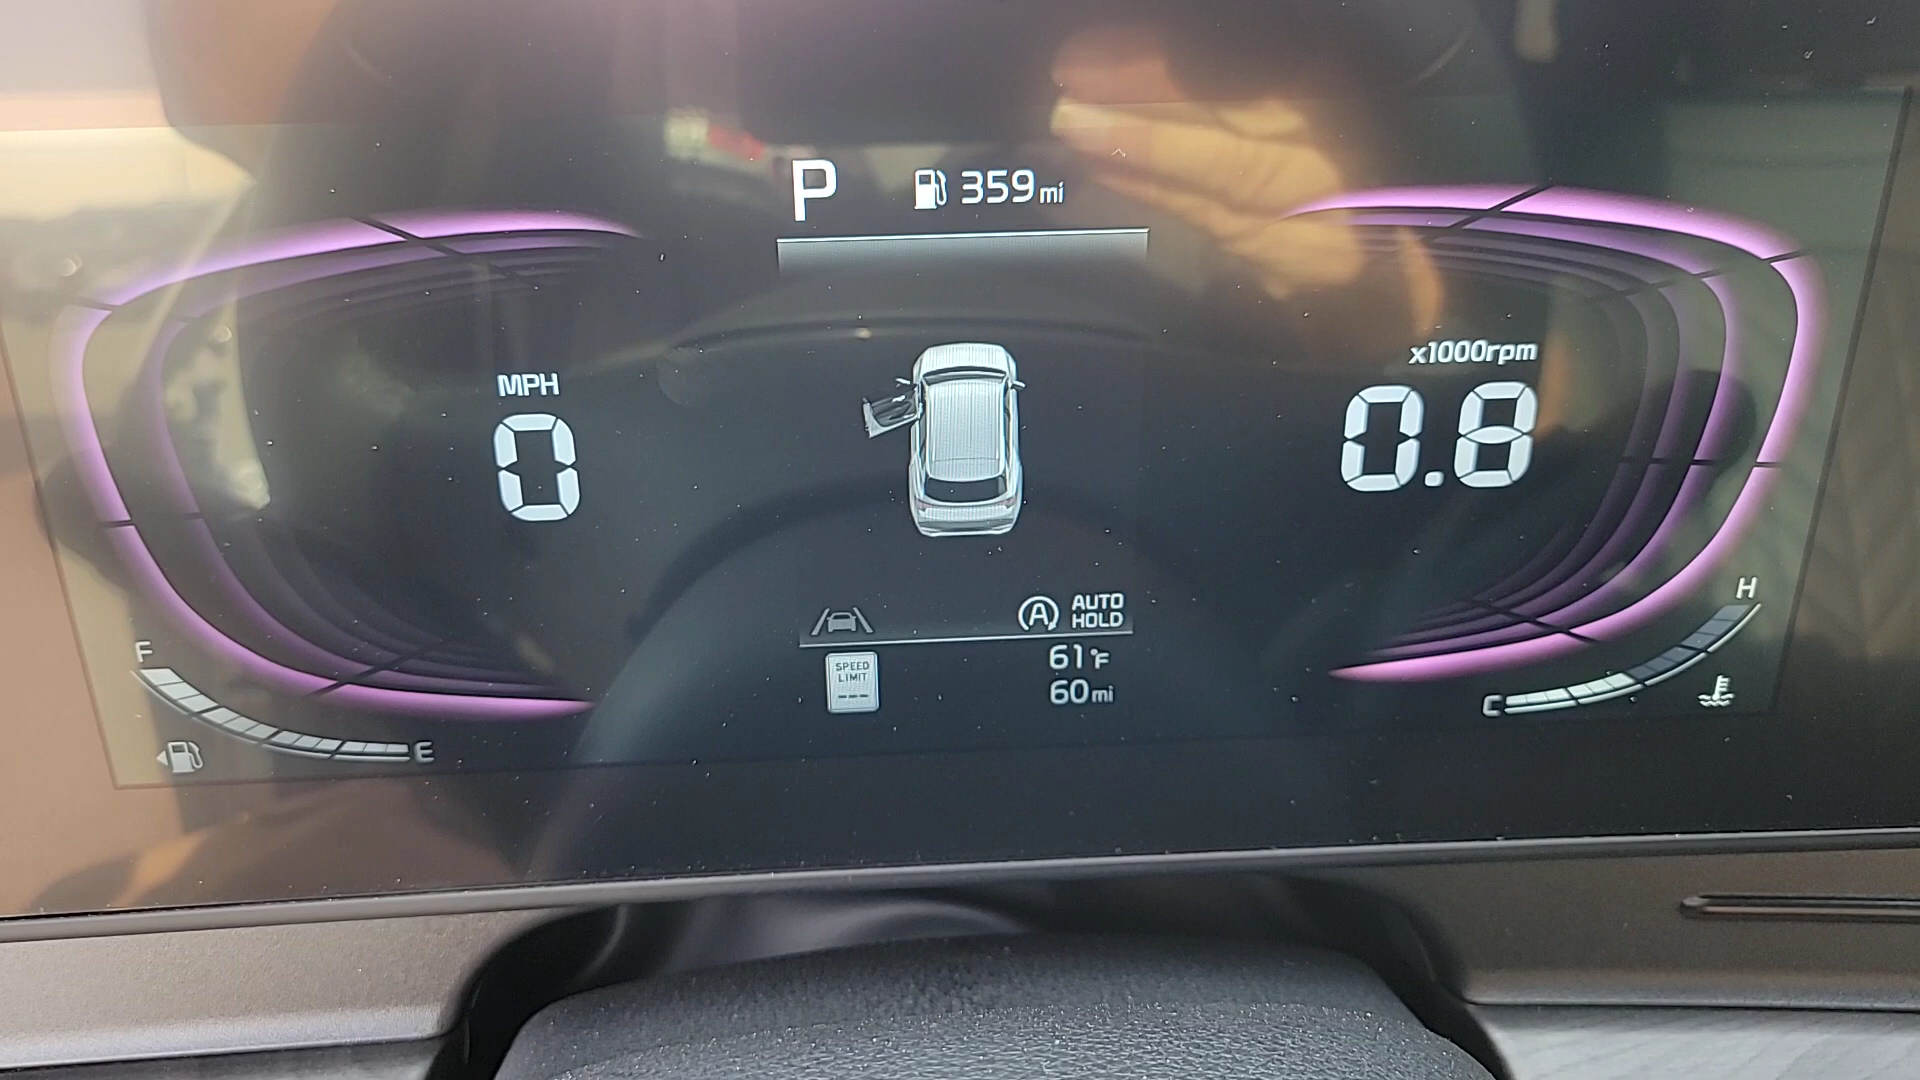 P 359mi
MPH
0
x1000rpm
0.8
AUTO
HOLD
A
SPEED
LIMIT
---
61°F
60mi
F
E
H
C